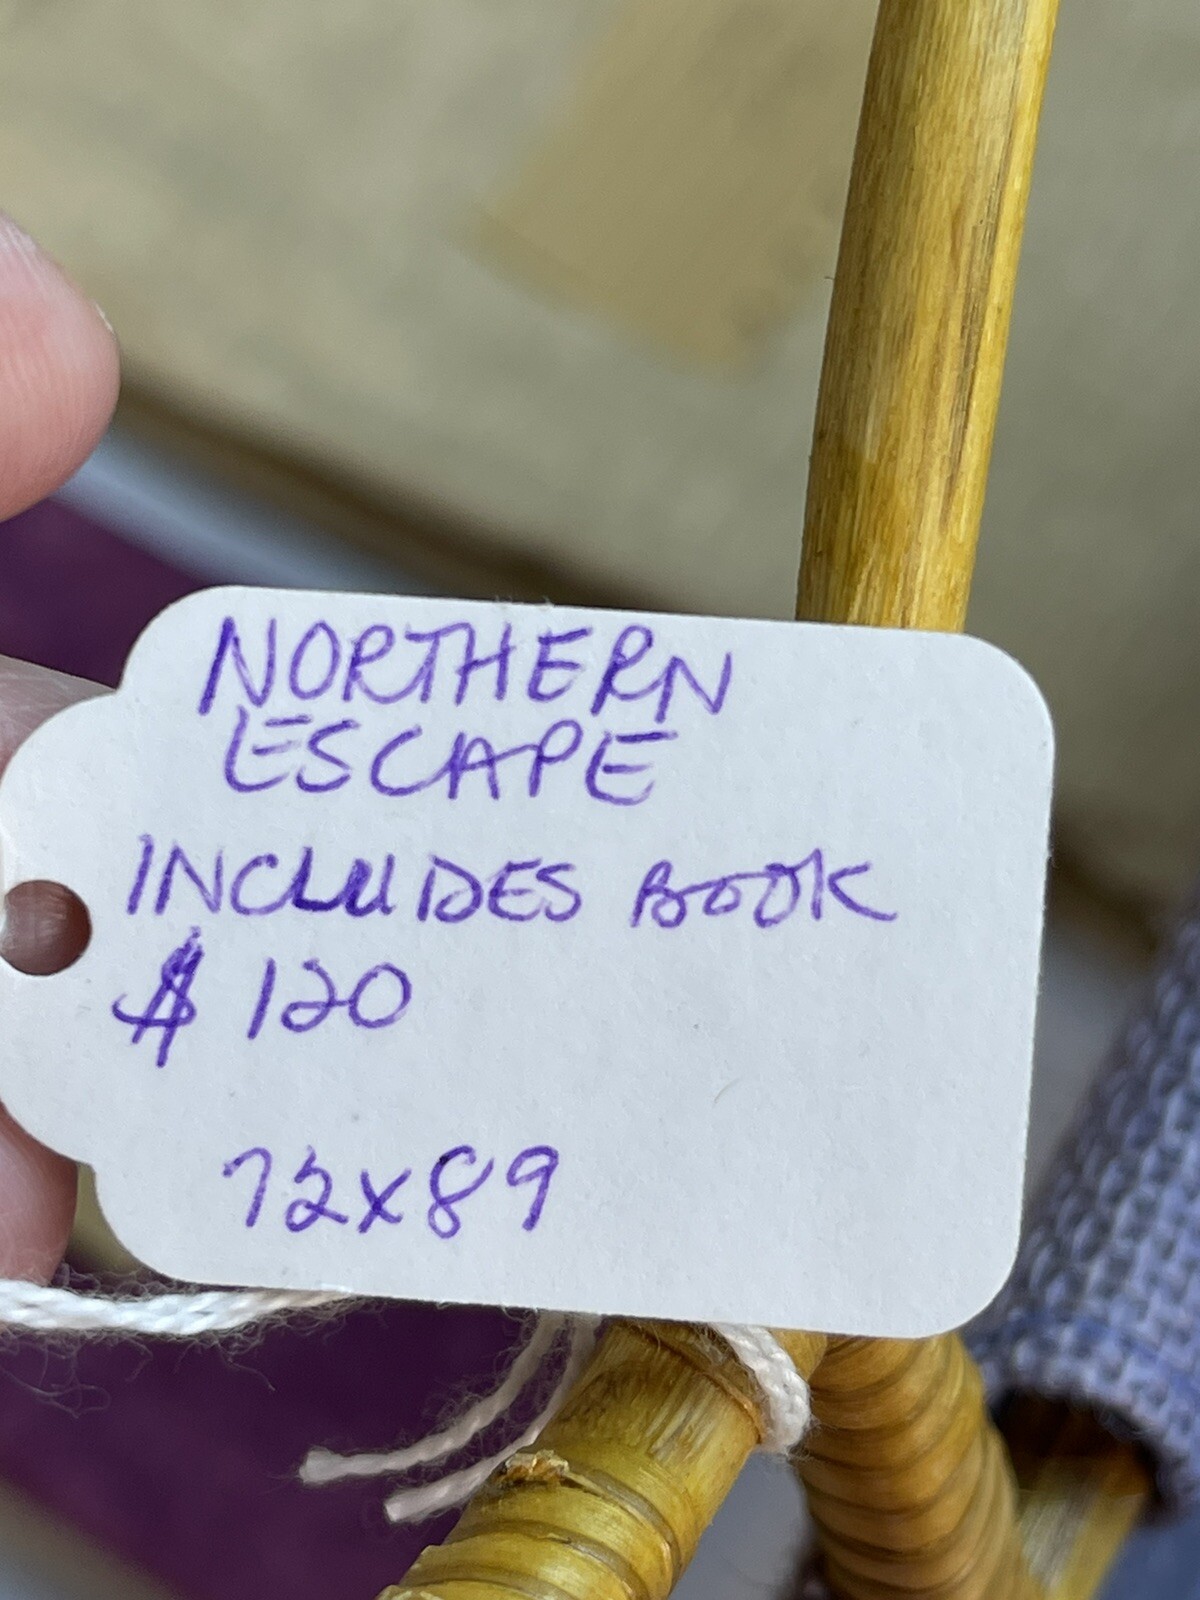 NORTHERN
ESCAPE
INCLUDES BOOK
$ 120
72x89